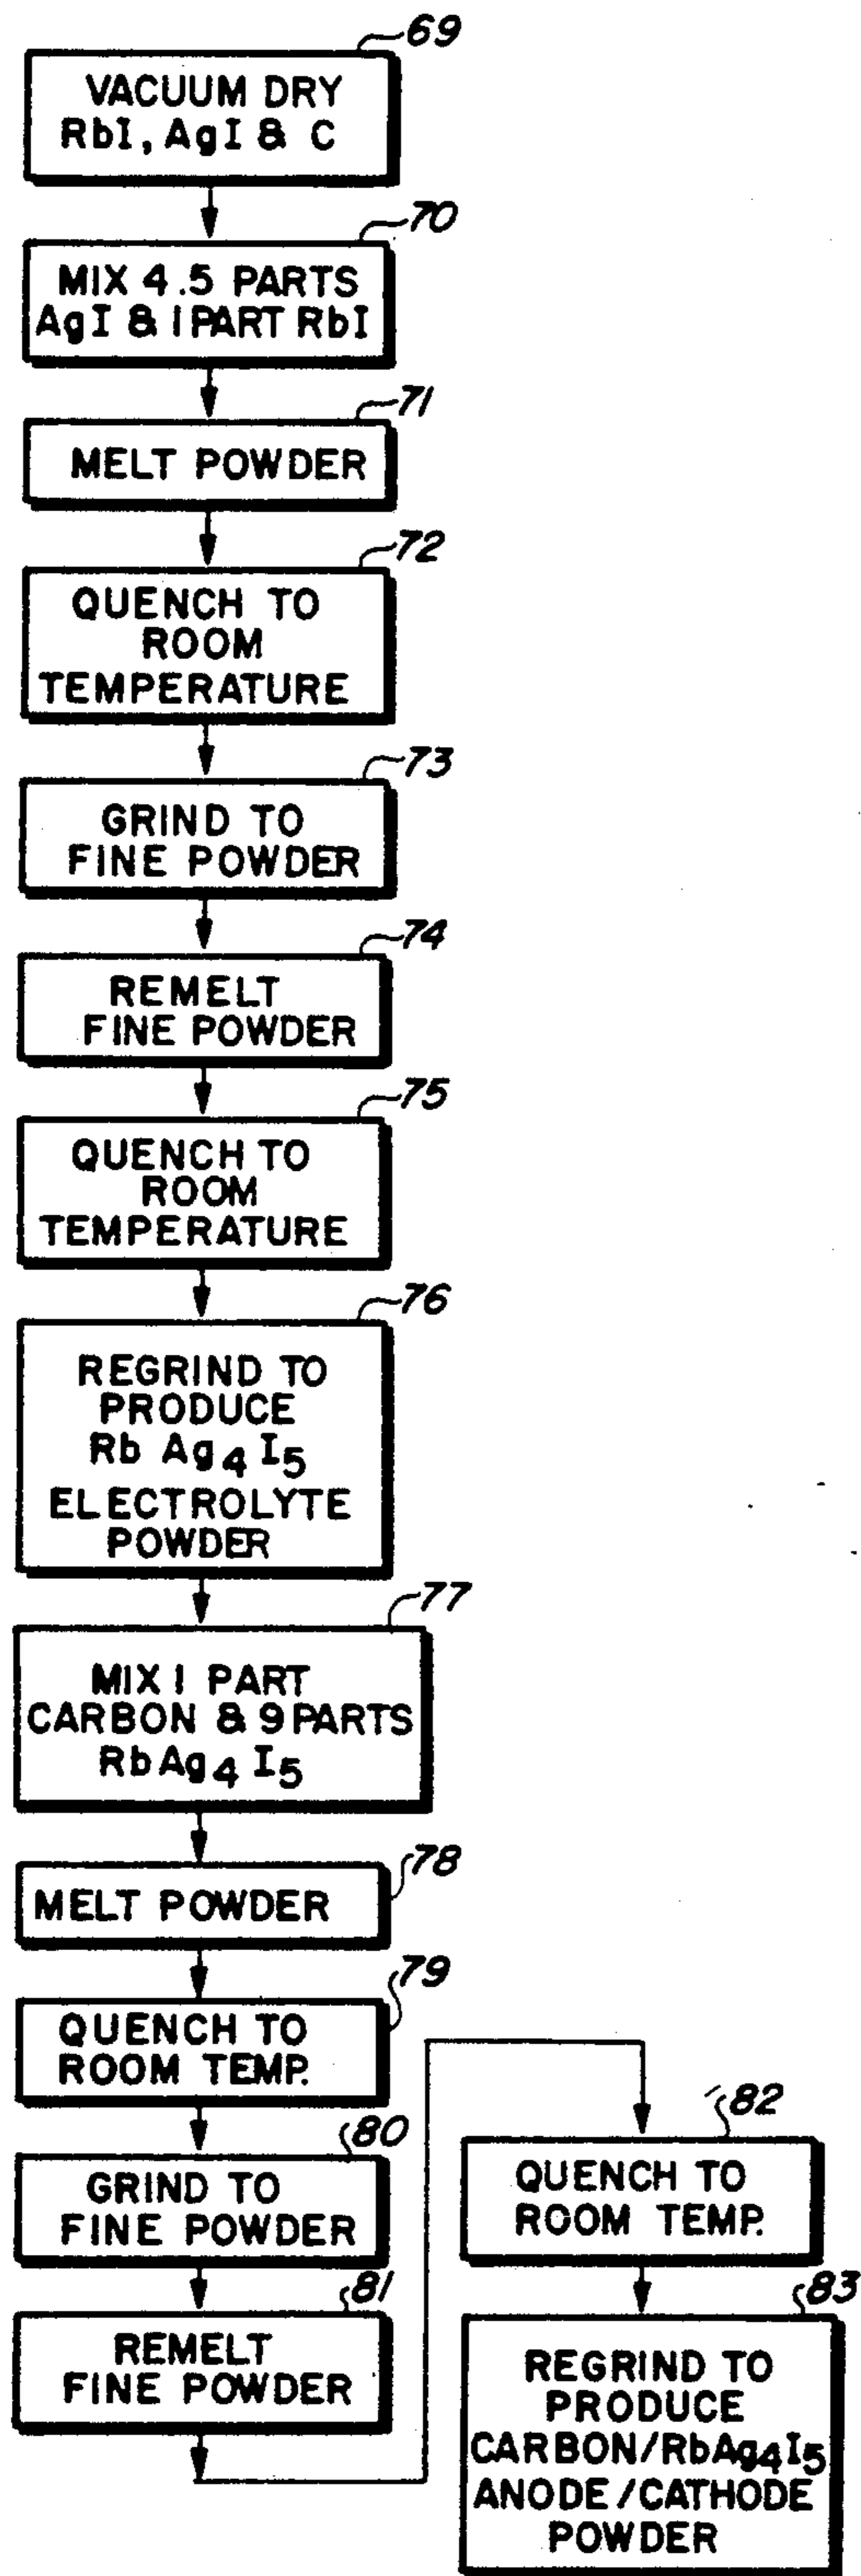 69
VACUUM DRY
RbI, AgI & C
70
MIX 4.5 PARTS
AgI & 1 PART RbI
71
MELT POWDER
72
QUENCH TO
ROOM
TEMPERATURE
73
GRIND TO
FINE POWDER
74
REMELT
FINE POWDER
75
QUENCH TO
ROOM
TEMPERATURE
76
REGRIND TO
PRODUCE
Rb Ag4 I5
ELECTROLYTE
POWDER
77
MIX 1 PART
CARBON & 9 PARTS
RbAg4 I5
78
MELT POWDER
79
QUENCH TO
ROOM TEMP.
80
GRIND TO
FINE POWDER
81
REMELT
FINE POWDER
82
QUENCH TO
ROOM TEMP.
83
REGRIND TO
PRODUCE
CARBON/RbAg4I5
ANODE/CATHODE
POWDER